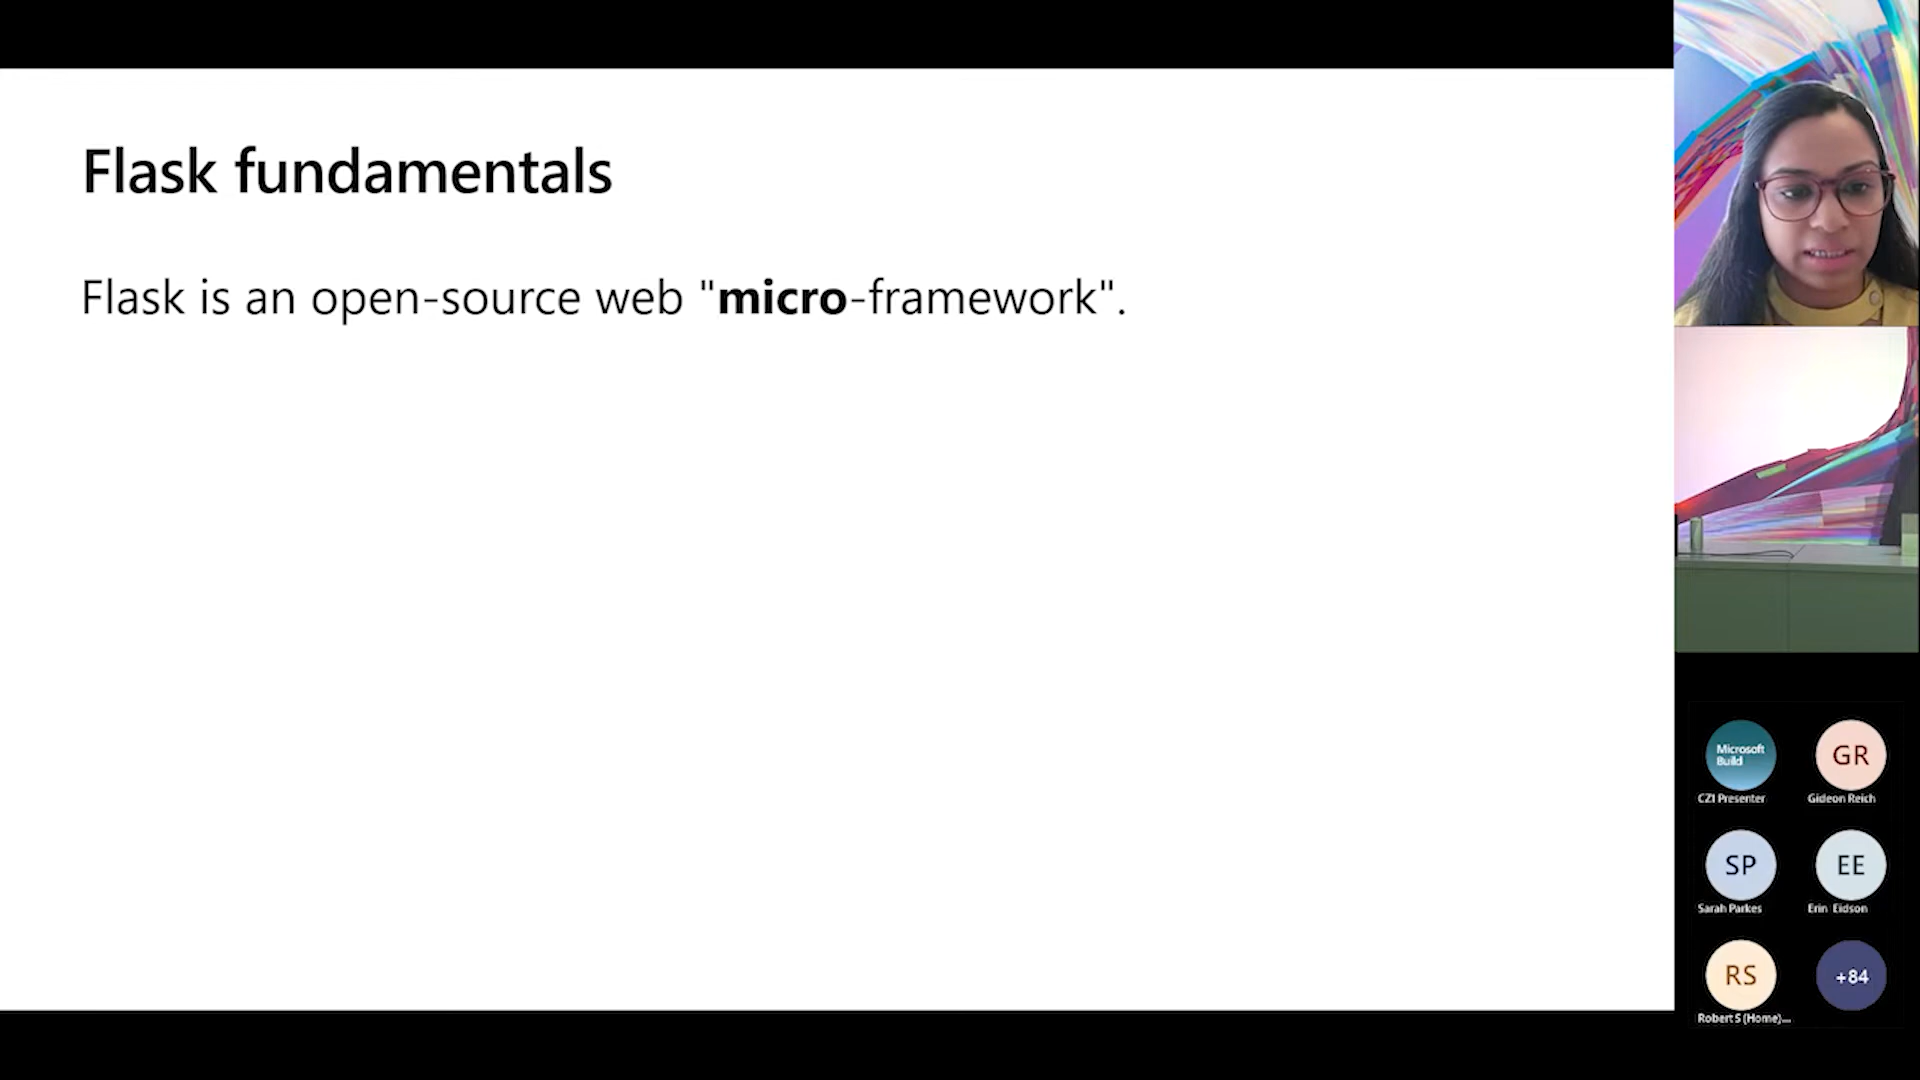 Flask fundamentals
Flask is an open-source web "micro-framework".
Microsoft
Build
CZI Presenter
GR
Gideon Reich
SP
Sarah Parkes
EE
Erin Eidson
RS
Robert S (Home)...
+84